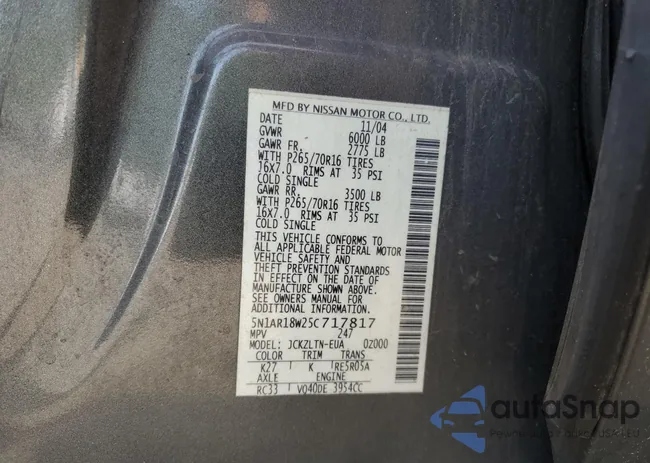 MFD BY NISSAN MOTOR CO., LTD.
DATE 11/04
GVWR 6000 LB
GAWR FR. 2775 LB
WITH P265/70R16 TIRES
16X7.0 RIMS AT 35 PSI
COLD SINGLE
GAWR RR. 3500 LB
WITH P265/70R16 TIRES
16X7.0 RIMS AT 35 PSI
COLD SINGLE
THIS VEHICLE CONFORMS TO
ALL APPLICABLE FEDERAL MOTOR
VEHICLE SAFETY AND
THEFT PREVENTION STANDARDS
IN EFFECT ON THE DATE OF
MANUFACTURE SHOWN ABOVE.
SEE OWNERS MANUAL FOR
ADDITIONAL INFORMATION
5N1AR18W25C717817
MPV 247
MODEL: JCKZLTN-EUA 02000
COLOR TRIM TRANS
K27 K RE5R05A
AXLE ENGINE
RC33 VQ40DE 3954CC
autoSnap